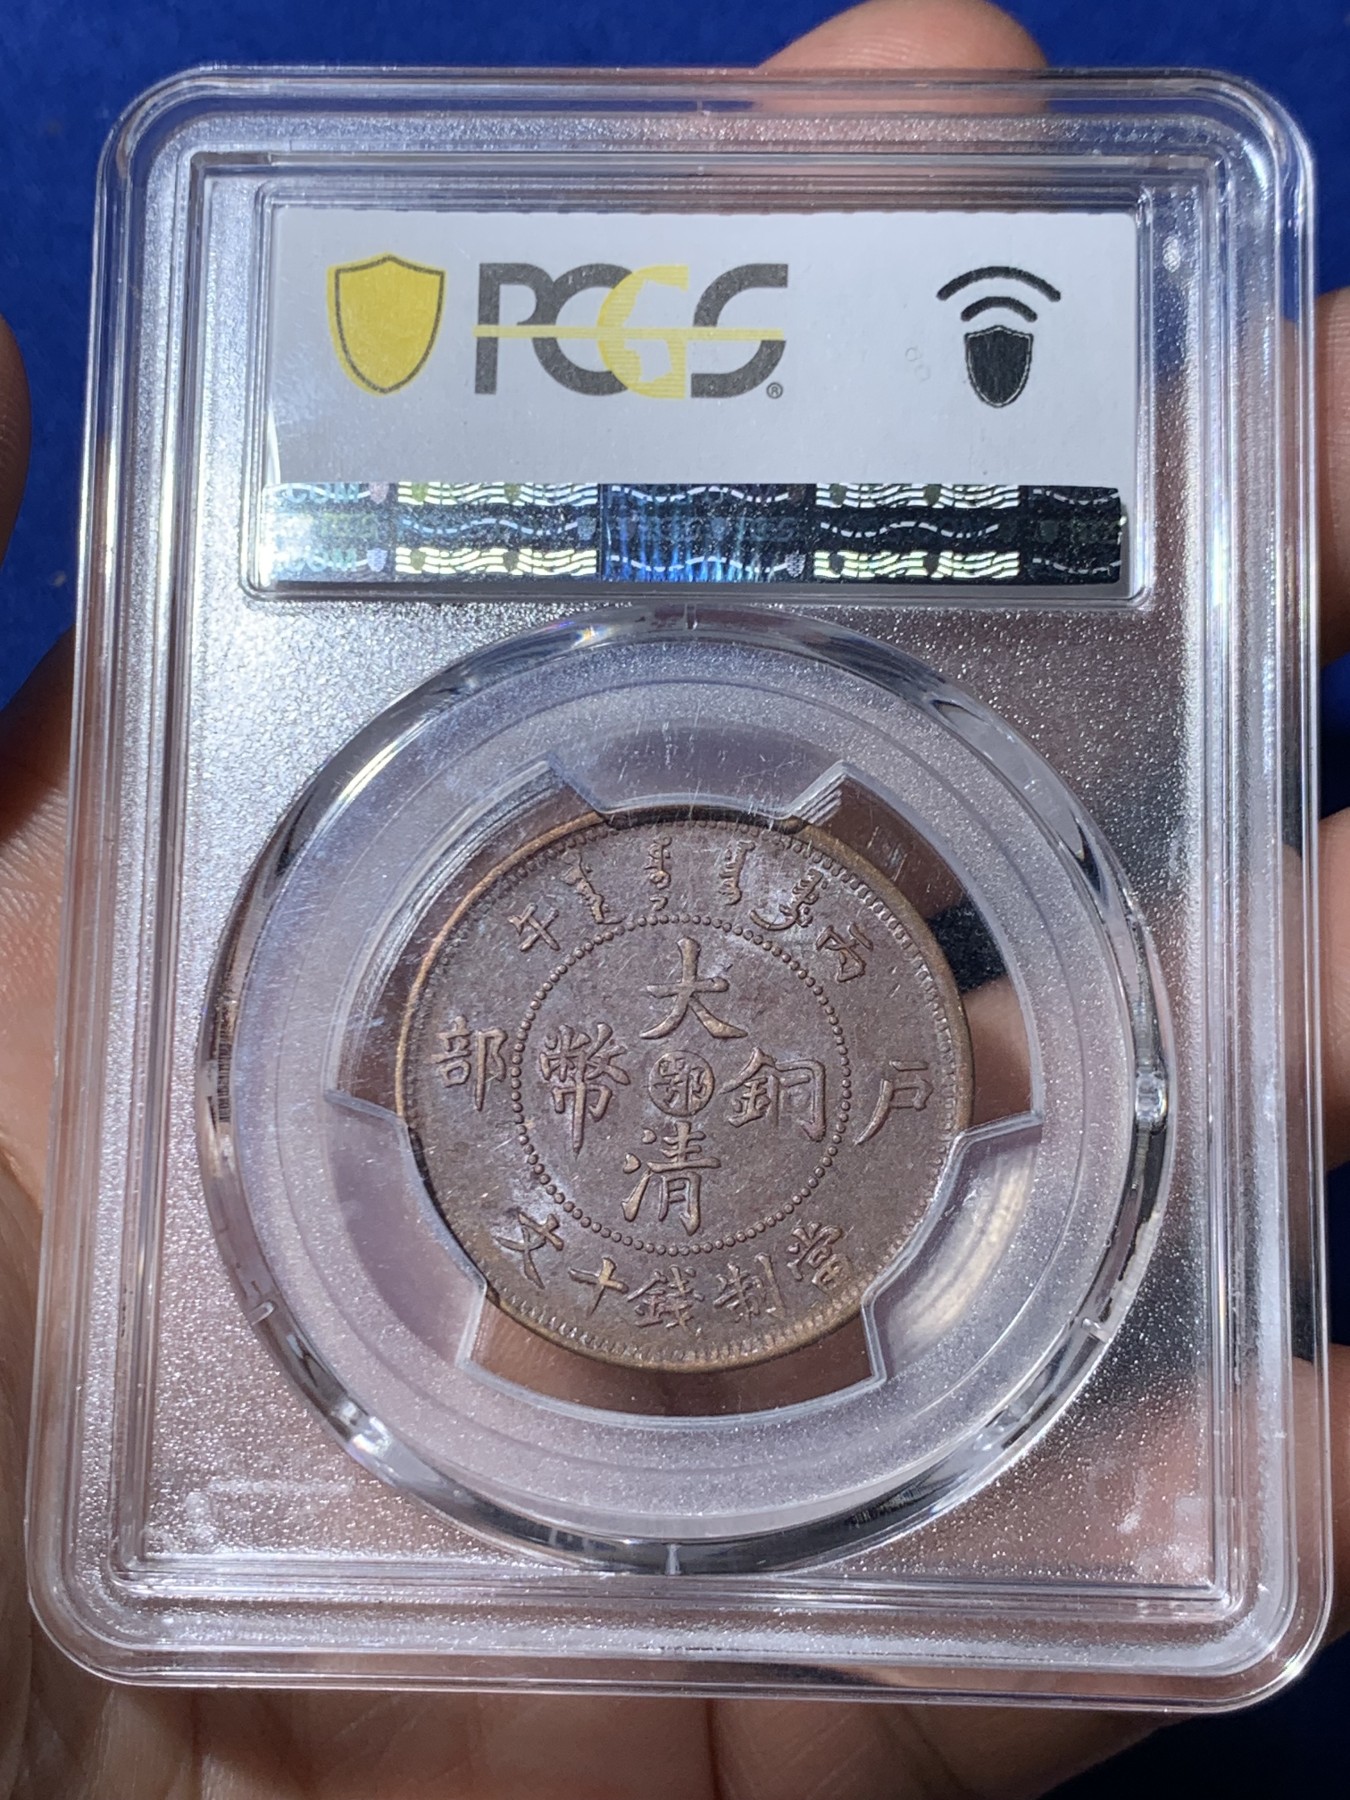 PCGS®
午 丙
部 戶
大清
銅幣
鄂
當制錢十文